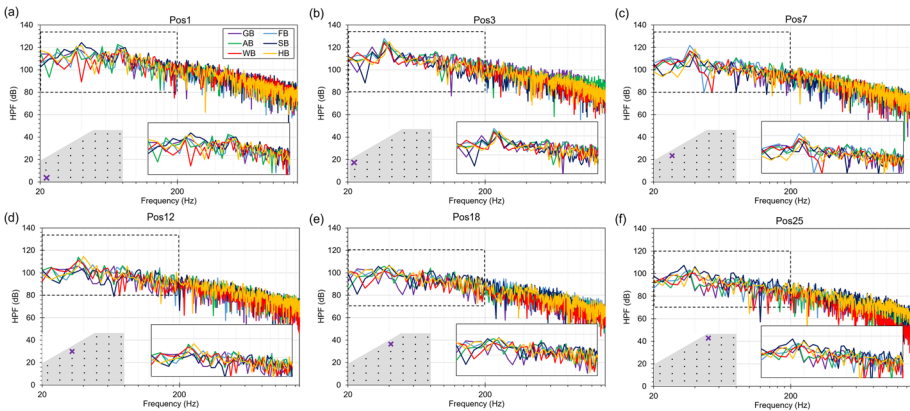 (a) Pos1
GB FB
AB SB
WB HB
140
120
100
80
60
40
20
0
HPF (dB)
20 200
Frequency (Hz)
(b) Pos3
140
120
100
80
60
40
20
0
HPF (dB)
20 200
Frequency (Hz)
(c) Pos7
140
120
100
80
60
40
20
0
HPF (dB)
20 200
Frequency (Hz)
(d) Pos12
140
120
100
80
60
40
20
0
HPF (dB)
20 200
Frequency (Hz)
(e) Pos18
140
120
100
80
60
40
20
0
HPF (dB)
20 200
Frequency (Hz)
(f) Pos25
140
120
100
80
60
40
20
0
HPF (dB)
20 200
Frequency (Hz)